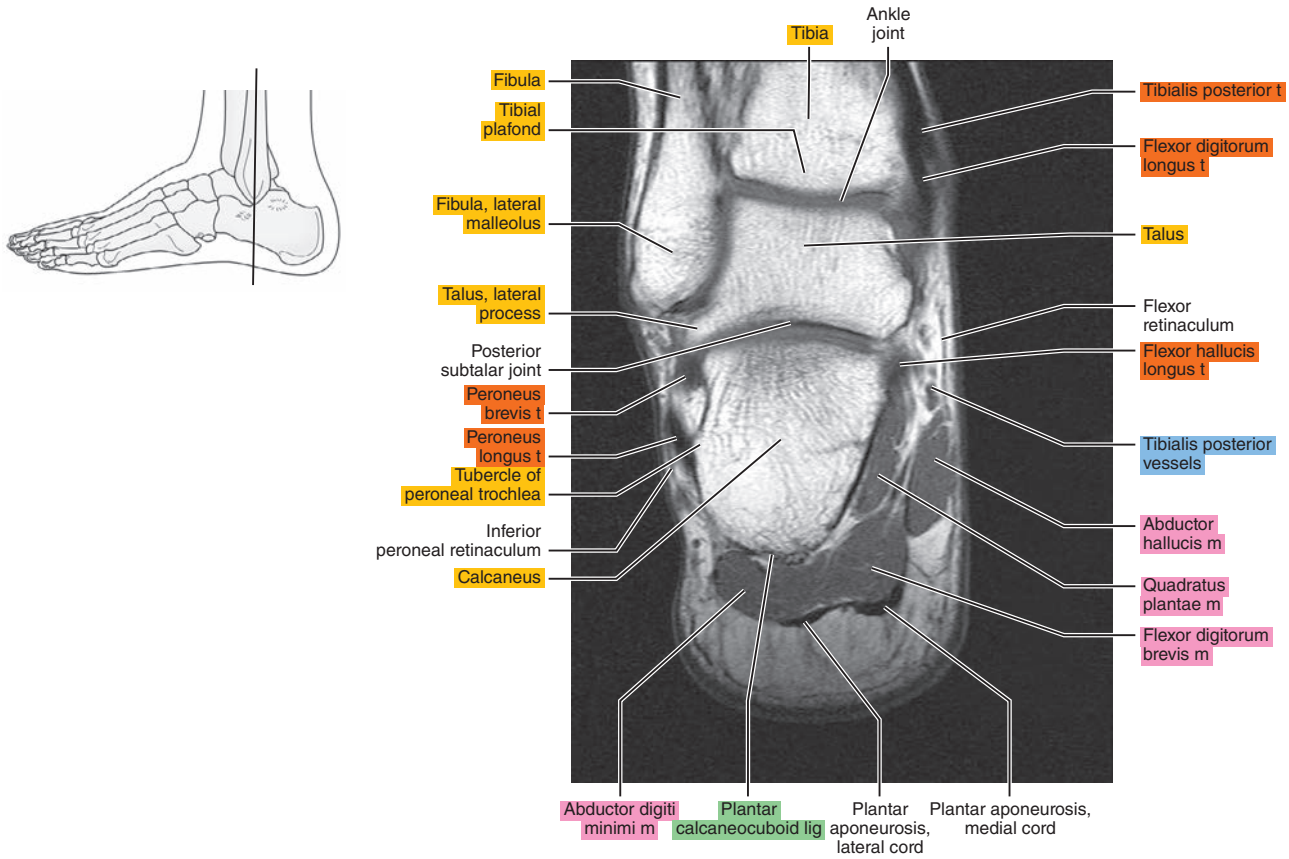 Tibia
Ankle
joint
Fibula
Tibial
plafond
Fibula, lateral
malleolus
Talus, lateral
process
Posterior
subtalar joint
Peroneus
brevis t
Peroneus
longus t
Tubercle of
peroneal trochlea
Inferior
peroneal retinaculum
Calcaneus
Tibialis posterior t
Flexor digitorum
longus t
Talus
Flexor
retinaculum
Flexor hallucis
longus t
Tibialis posterior
vessels
Abductor
hallucis m
Quadratus
plantae m
Flexor digitorum
brevis m
Abductor digiti
minimi m
Plantar
calcaneocuboid lig
Plantar
aponeurosis,
lateral cord
Plantar aponeurosis,
medial cord